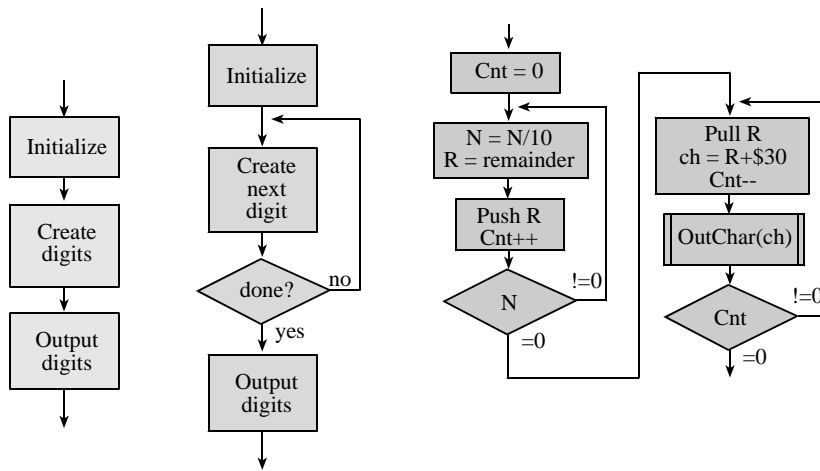 Initialize
Create
digits
Output
digits
Initialize
Create
next
digit
done?
no
yes
Output
digits
Cnt = 0
N = N/10
R = remainder
Push R
Cnt++
N
!=0
=0
Pull R
ch = R+$30
Cnt--
OutChar(ch)
Cnt
!=0
=0